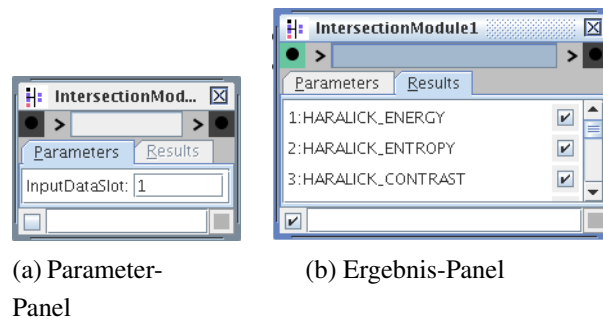 IntersectionMod...
>
>
Parameters Results
InputDataSlot: 1
(a) Parameter-
Panel
IntersectionModule1
>
>
Parameters Results
1:HARALICK_ENERGY
2:HARALICK_ENTROPY
3:HARALICK_CONTRAST
(b) Ergebnis-Panel